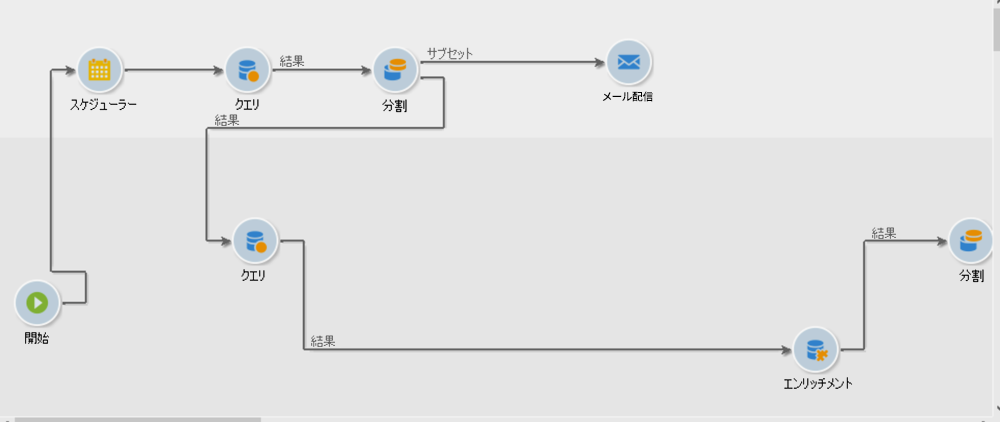 サブセット
結果
スケジューラー
クエリ
分割
メール配信
結果
結果
クエリ
分割
開始
結果
エンリッチメント